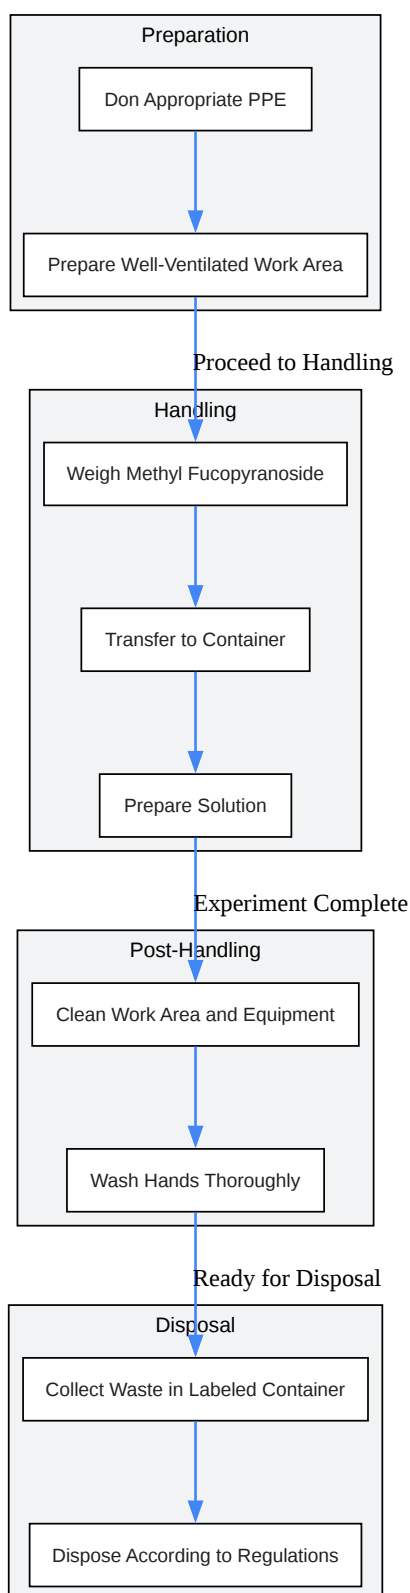 Preparation
Don Appropriate PPE
Prepare Well-Ventilated Work Area
Proceed to Handling
Handling
Weigh Methyl Fucopyranoside
Transfer to Container
Prepare Solution
Experiment Complete
Post-Handling
Clean Work Area and Equipment
Wash Hands Thoroughly
Ready for Disposal
Disposal
Collect Waste in Labeled Container
Dispose According to Regulations